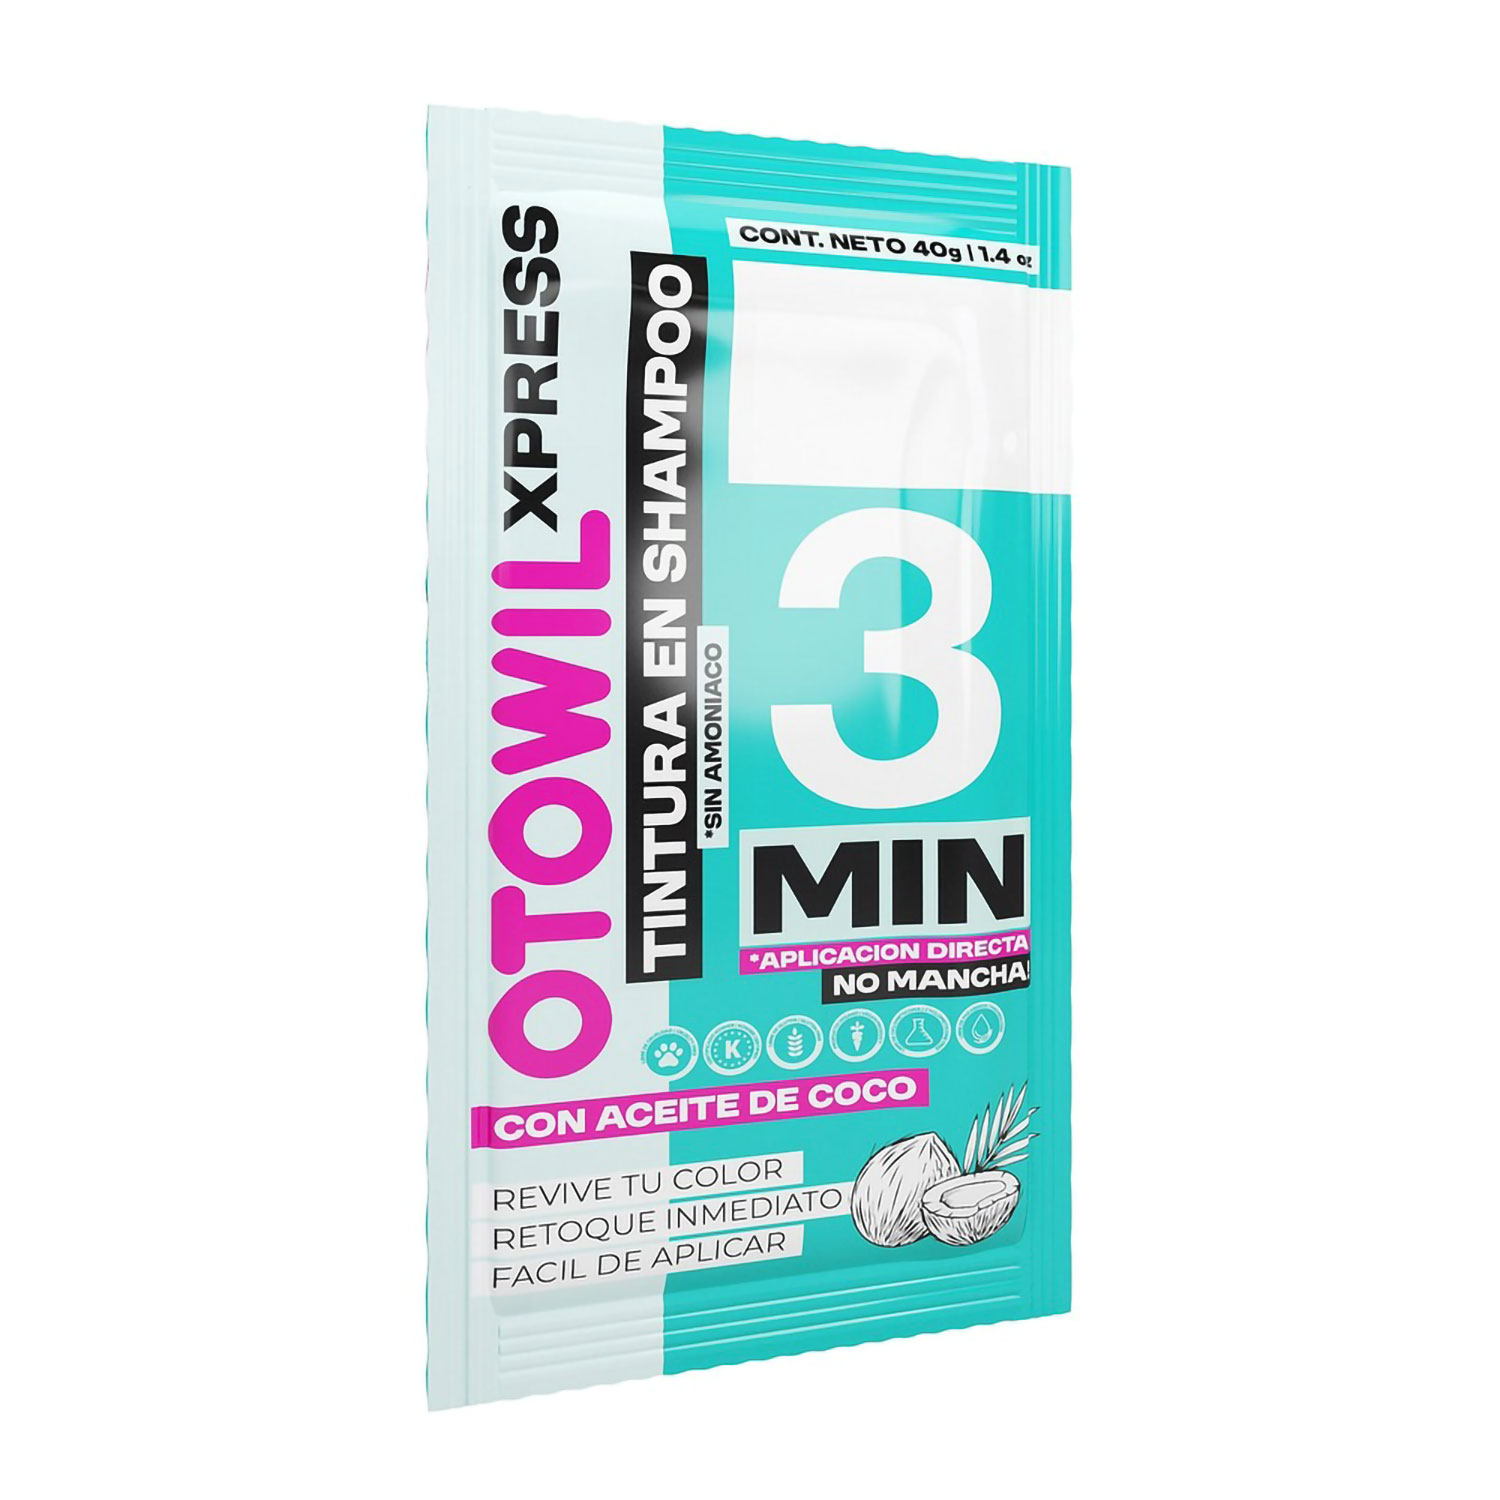 CONT. NETO 40g | 1.4 oz
OTOWIL XPRESS
TINTURA EN SHAMPOO
*SIN AMONIACO
3
MIN
*APLICACION DIRECTA
NO MANCHA!
K
CON ACEITE DE COCO
REVIVE TU COLOR
RETOQUE INMEDIATO
FACIL DE APLICAR